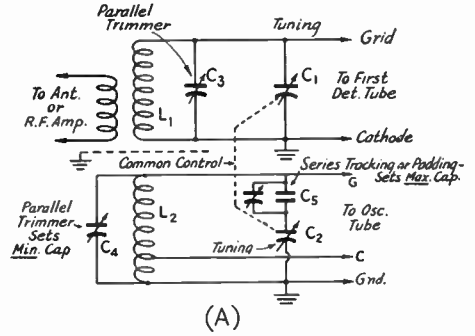 Parallel
Trimmer
Tuning
Grid
C3
C1
To First
Det. Tube
To Ant.
or
R.F. Amp.
L1
Cathode
Common Control
Series Tracking or Padding-
Sets Max. Cap.
G
Parallel
Trimmer
Sets
Min. Cap
C4
L2
C5
C2
To Osc.
Tube
Tuning
C
Gnd.
(A)